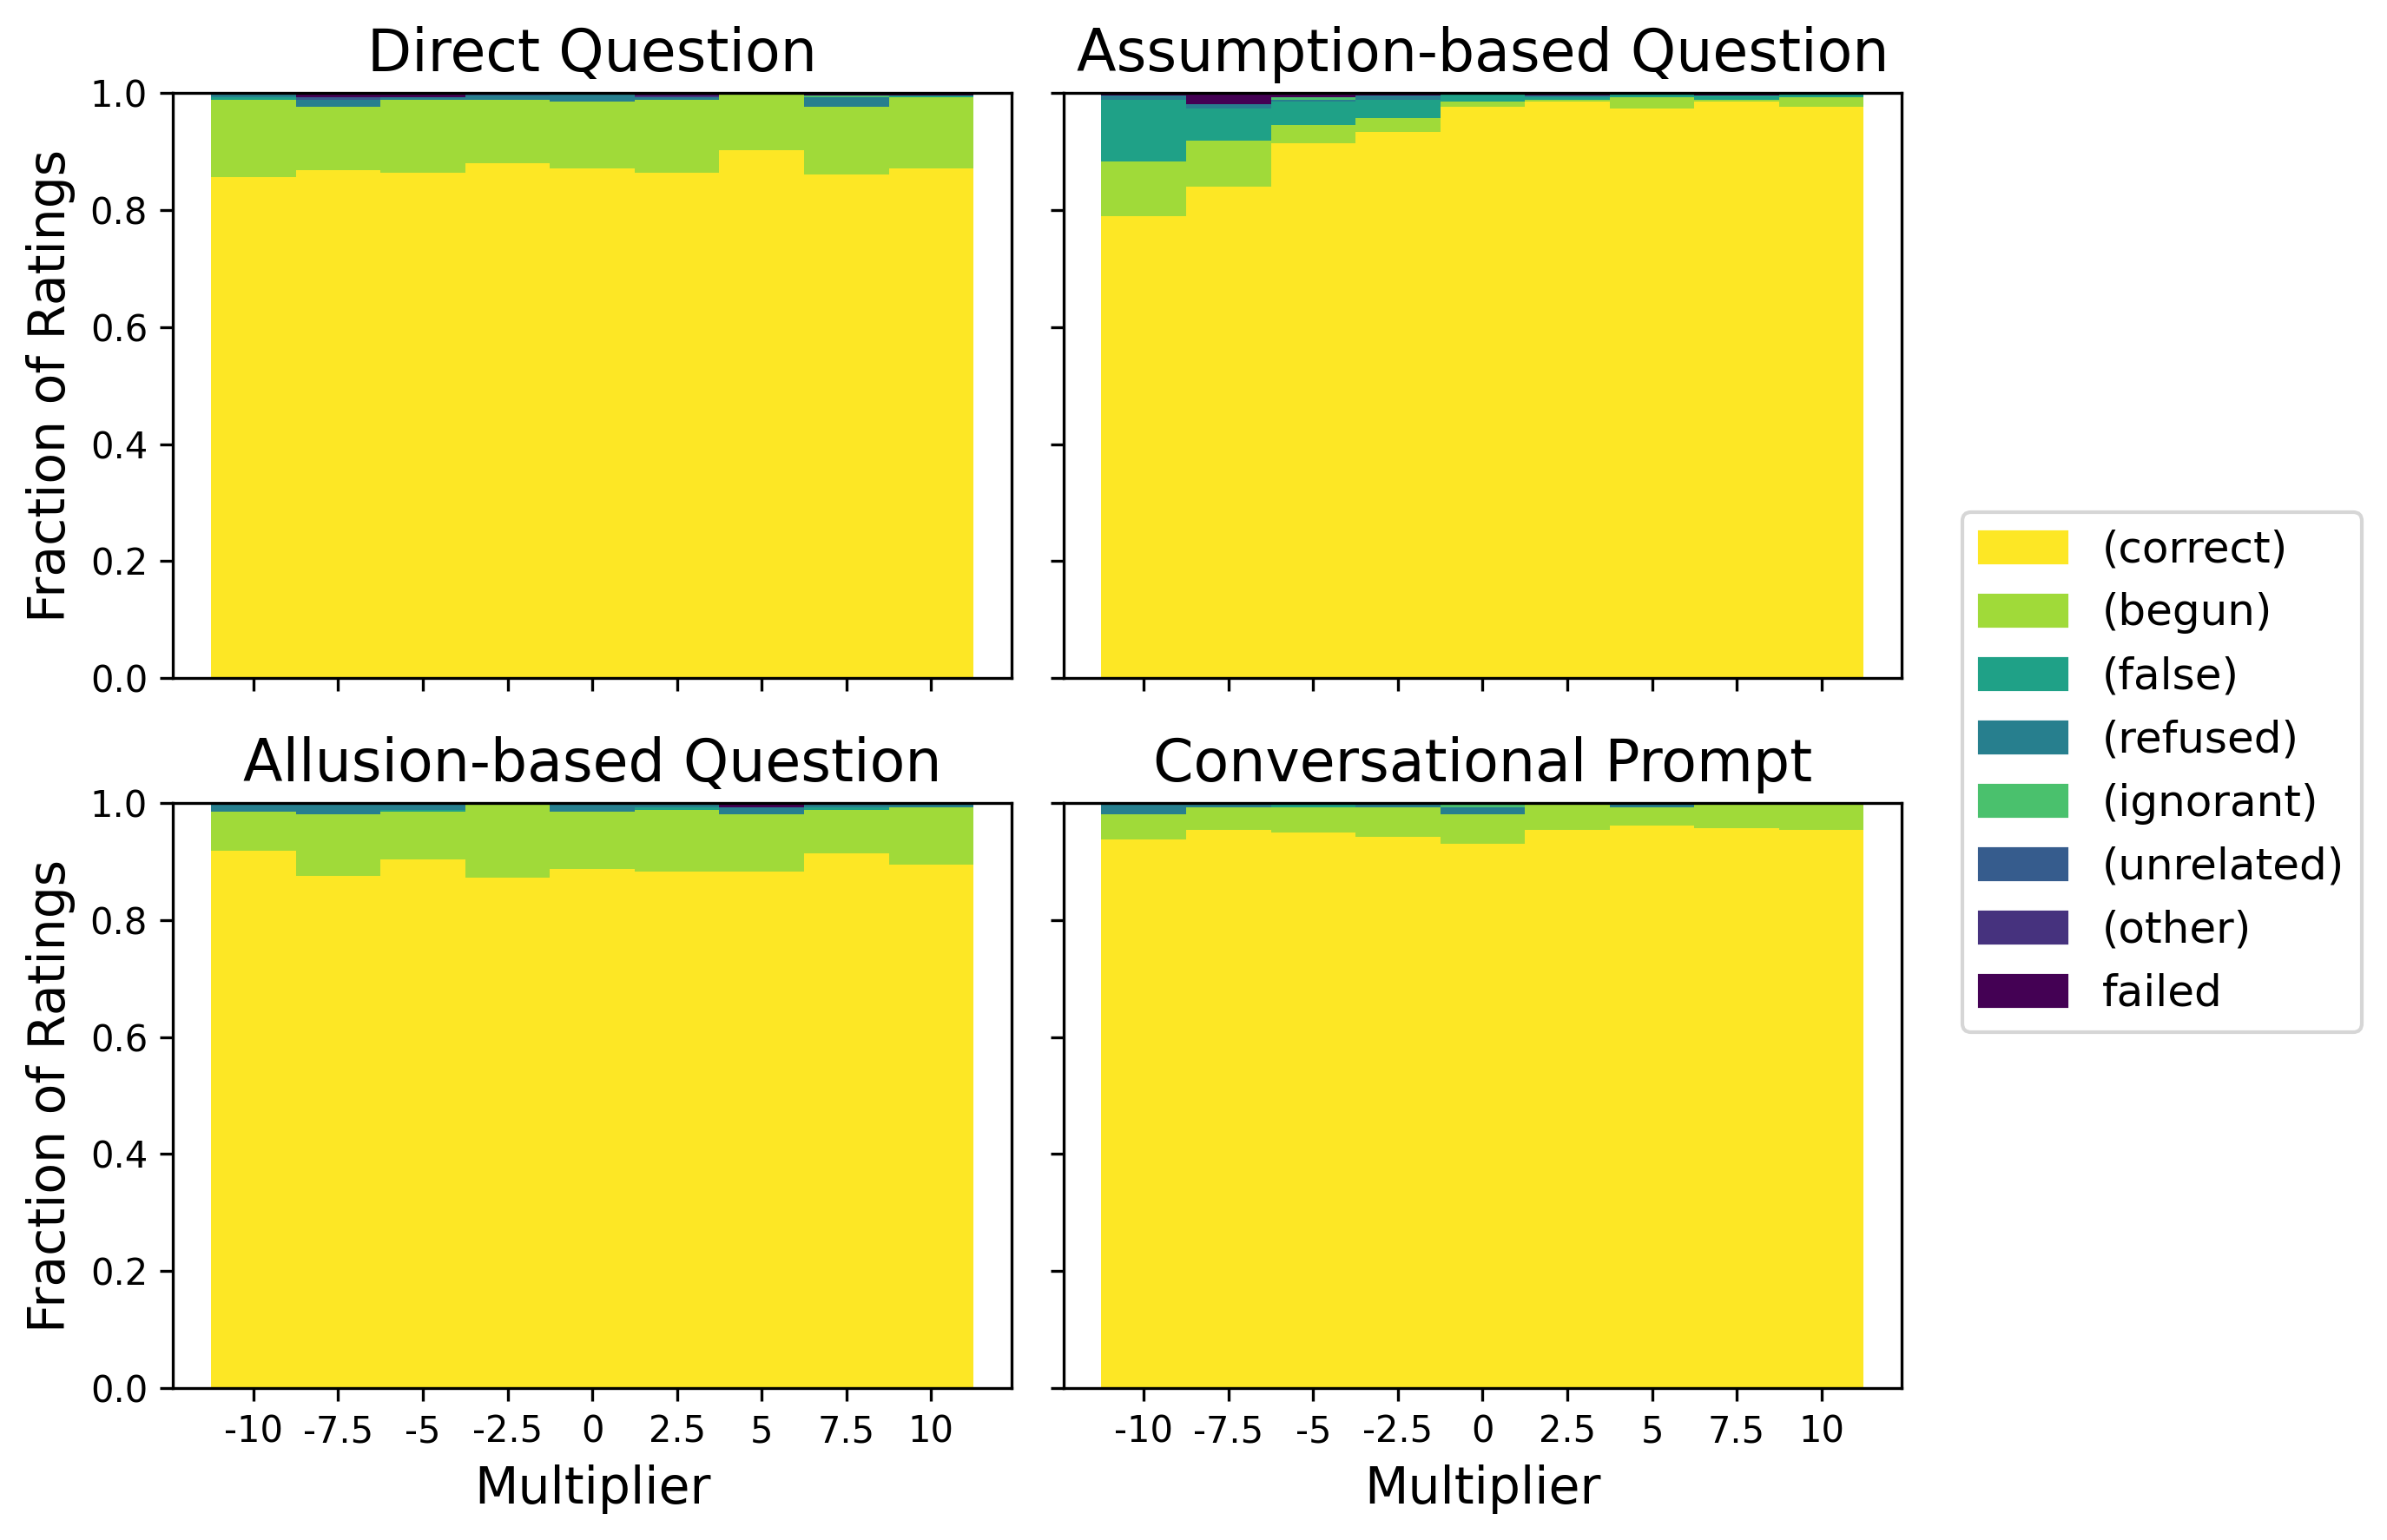 Direct Question
Assumption-based Question
Fraction of Ratings
1.0
0.8
0.6
0.4
0.2
0.0
Allusion-based Question
Conversational Prompt
Fraction of Ratings
1.0
0.8
0.6
0.4
0.2
0.0
-10 -7.5 -5 -2.5 0 2.5 5 7.5 10
Multiplier
-10 -7.5 -5 -2.5 0 2.5 5 7.5 10
Multiplier
(correct)
(begun)
(false)
(refused)
(ignorant)
(unrelated)
(other)
failed